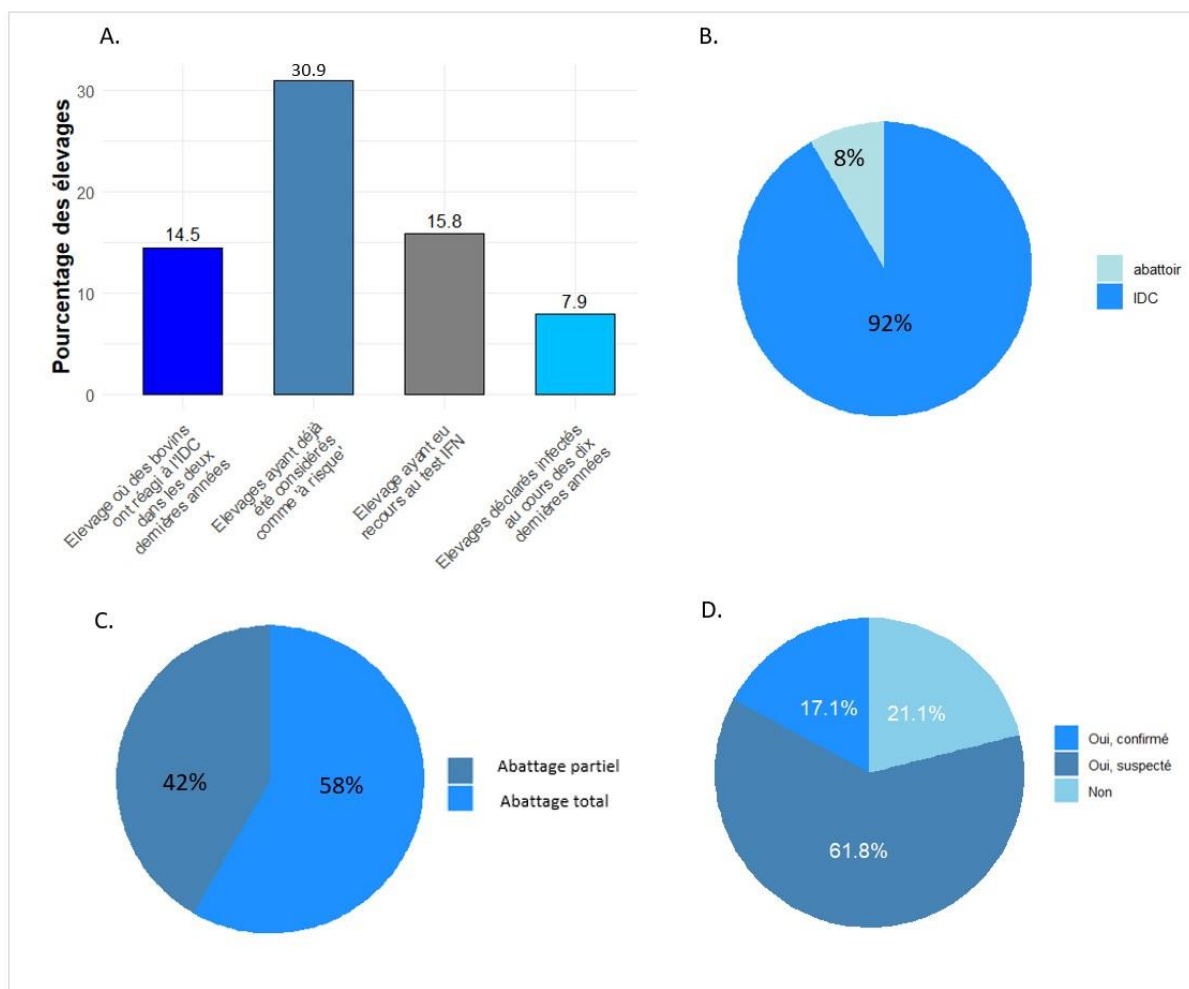 A.
Pourcentage des élevages
30
20
10
0
14.5
30.9
15.8
7.9
Elevage où des bovins
ont réagi à l'IDC
dans les deux
dernières années
Elevages ayant déjà
été considérés
comme 'à risque'
Elevage ayant eu
recours au test IFN
Elevages déclarés infectés
au cours des dix
dernières années
B.
8%
92%
abattoir
IDC
C.
42%
58%
Abattage partiel
Abattage total
D.
17.1%
21.1%
61.8%
Oui, confirmé
Oui, suspecté
Non